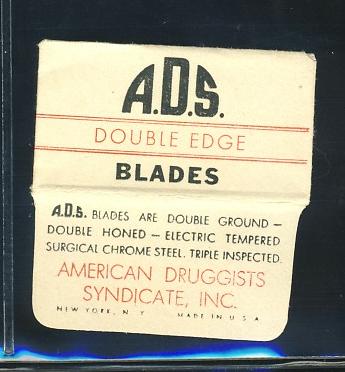 A.D.S.
DOUBLE EDGE
BLADES
A.D.S. BLADES ARE DOUBLE GROUND –
DOUBLE HONED – ELECTRIC TEMPERED
SURGICAL CHROME STEEL. TRIPLE INSPECTED.
AMERICAN DRUGGISTS
SYNDICATE, INC.
NEW YORK, N. Y. MADE IN U. S. A.